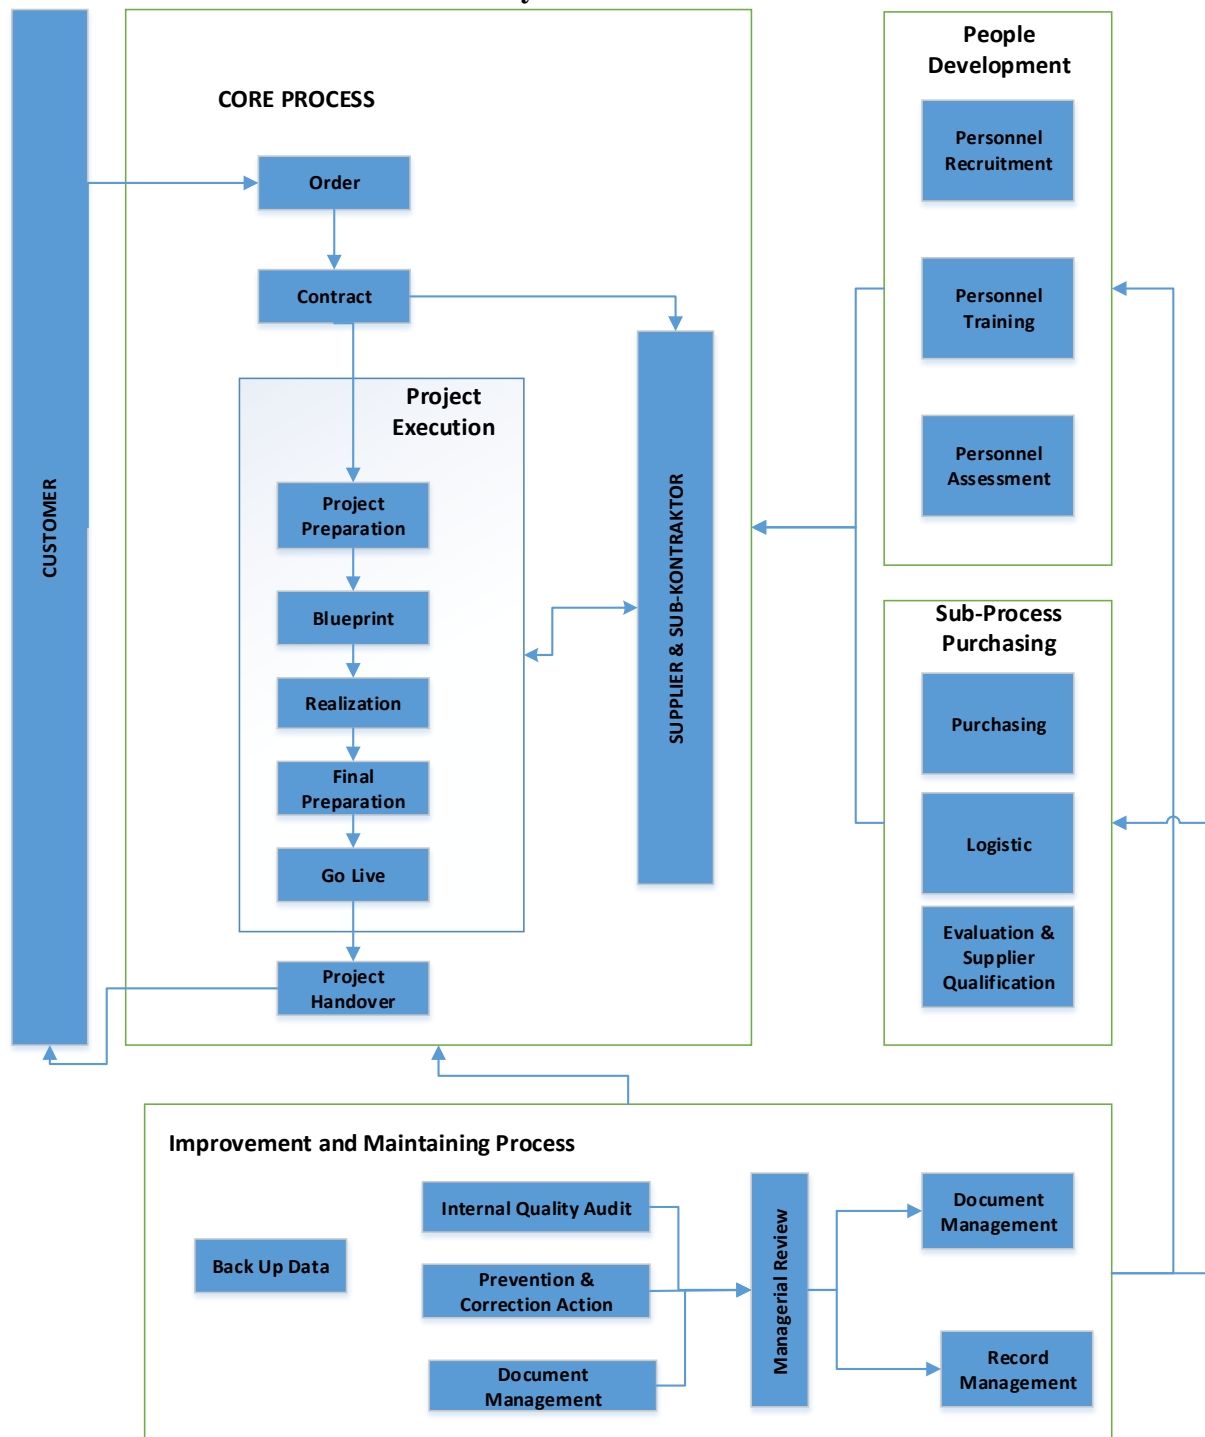 CORE PROCESS
Order
Contract
Project
Execution
Project
Preparation
Blueprint
Realization
Final
Preparation
Go Live
Project
Handover
CUSTOMER
SUPPLIER & SUB-KONTRAKTOR
People
Development
Personnel
Recruitment
Personnel
Training
Personnel
Assessment
Sub-Process
Purchasing
Purchasing
Logistic
Evaluation &
Supplier
Qualification
Improvement and Maintaining Process
Back Up Data
Internal Quality Audit
Prevention &
Correction Action
Document
Management
Managerial Review
Document
Management
Record
Management